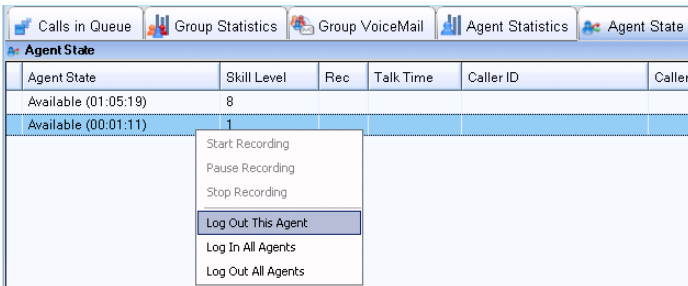 Calls in Queue Group Statistics Group VoiceMail Agent Statistics Agent State
Agent State
Agent State Skill Level Rec Talk Time Caller ID Caller
Available (01:05:19) 8
Available (00:01:11) 1
Start Recording
Pause Recording
Stop Recording
Log Out This Agent
Log In All Agents
Log Out All Agents